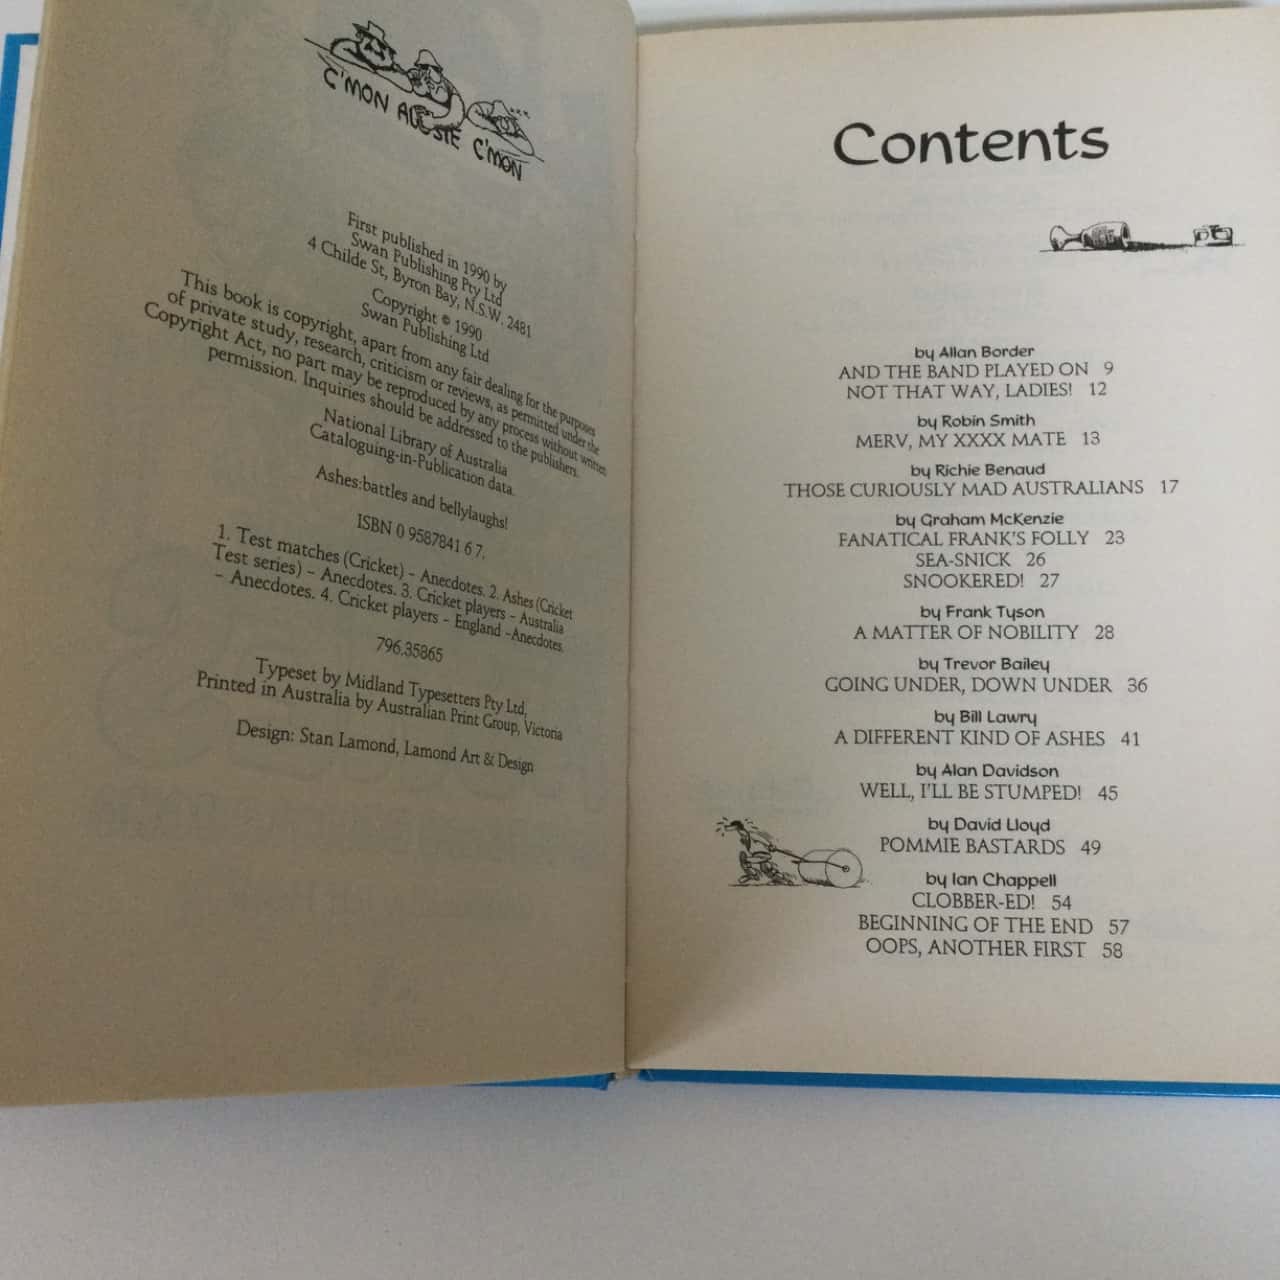 C'MON AUSSIE C'MON
First published in 1990 by
Swan Publishing Pty Ltd
4 Childe St, Byron Bay, N.S.W. 2481
Copyright © 1990
Swan Publishing Ltd
This book is copyright, apart from any fair dealing for the purposes
of private study, research, criticism or reviews, as permitted under the
Copyright Act, no part may be reproduced by any process without written
permission. Inquiries should be addressed to the publishers.
National Library of Australia
Cataloguing-in-Publication data.
Ashes:battles and bellylaughs!
ISBN 0 9587841 6 7.
1. Test matches (Cricket) – Anecdotes. 2. Ashes (Cricket
Test series) – Anecdotes. 3. Cricket players – Australia
– Anecdotes. 4. Cricket players – England –Anecdotes.
796.35865
Typeset by Midland Typesetters Pty Ltd,
Printed in Australia by Australian Print Group, Victoria
Design: Stan Lamond, Lamond Art & Design
Contents
by Allan Border
AND THE BAND PLAYED ON 9
NOT THAT WAY, LADIES! 12
by Robin Smith
MERV, MY XXXX MATE 13
by Richie Benaud
THOSE CURIOUSLY MAD AUSTRALIANS 17
by Graham McKenzie
FANATICAL FRANK'S FOLLY 23
SEA-SNICK 26
SNOOKERED! 27
by Frank Tyson
A MATTER OF NOBILITY 28
by Trevor Bailey
GOING UNDER, DOWN UNDER 36
by Bill Lawry
A DIFFERENT KIND OF ASHES 41
by Alan Davidson
WELL, I'LL BE STUMPED! 45
by David Lloyd
POMMIE BASTARDS 49
by Ian Chappell
CLOBBER-ED! 54
BEGINNING OF THE END 57
OOPS, ANOTHER FIRST 58